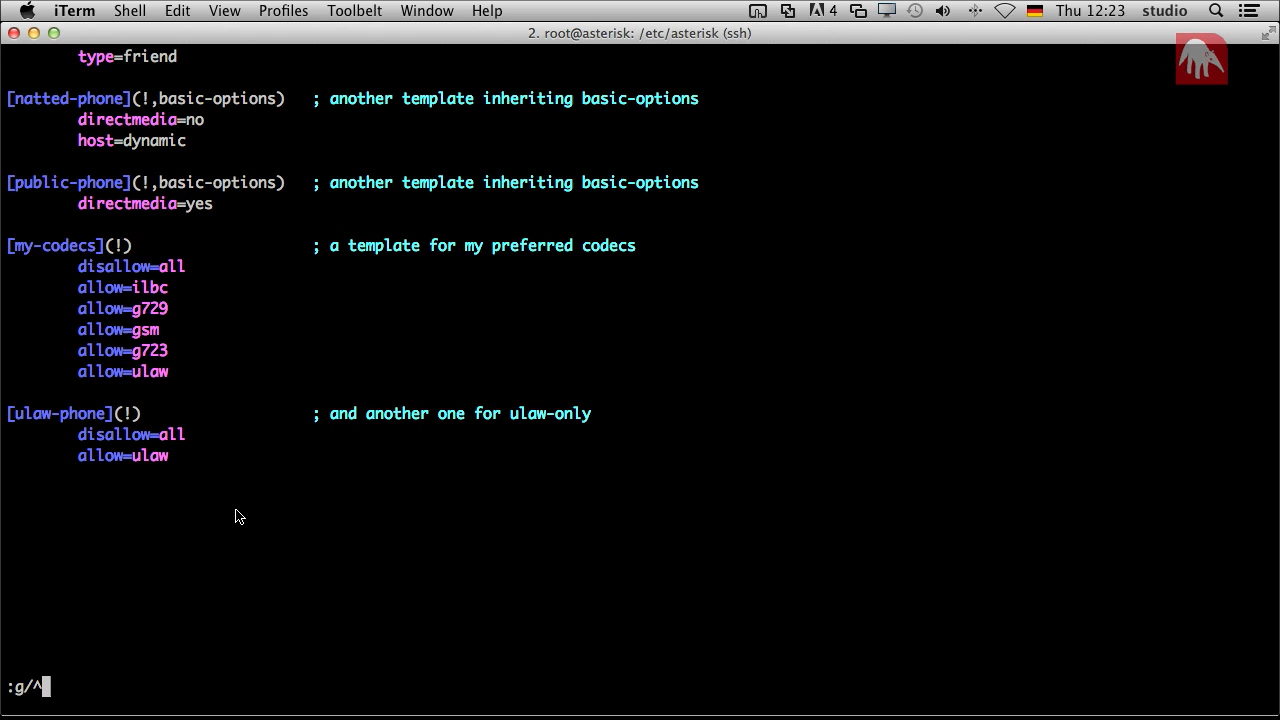 iTerm Shell Edit View Profiles Toolbelt Window Help 4 Thu 12:23 studio
2. root@asterisk: /etc/asterisk (ssh)
type=friend
[natted-phone](!,basic-options) ; another template inheriting basic-options
directmedia=no
host=dynamic
[public-phone](!,basic-options) ; another template inheriting basic-options
directmedia=yes
[my-codecs](!) ; a template for my preferred codecs
disallow=all
allow=ilbc
allow=g729
allow=gsm
allow=g723
allow=ulaw
[ulaw-phone](!) ; and another one for ulaw-only
disallow=all
allow=ulaw
:g/^